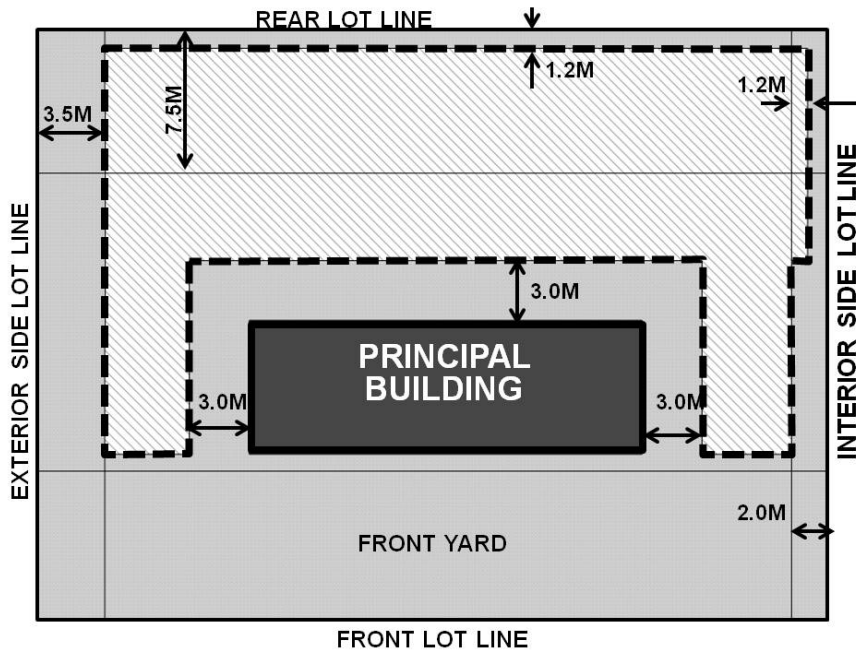 REAR LOT LINE
1.2M
1.2M
3.5M
7.5M
EXTERIOR SIDE LOT LINE
INTERIOR SIDE LOT LINE
3.0M
PRINCIPAL
BUILDING
3.0M
3.0M
2.0M
FRONT YARD
FRONT LOT LINE